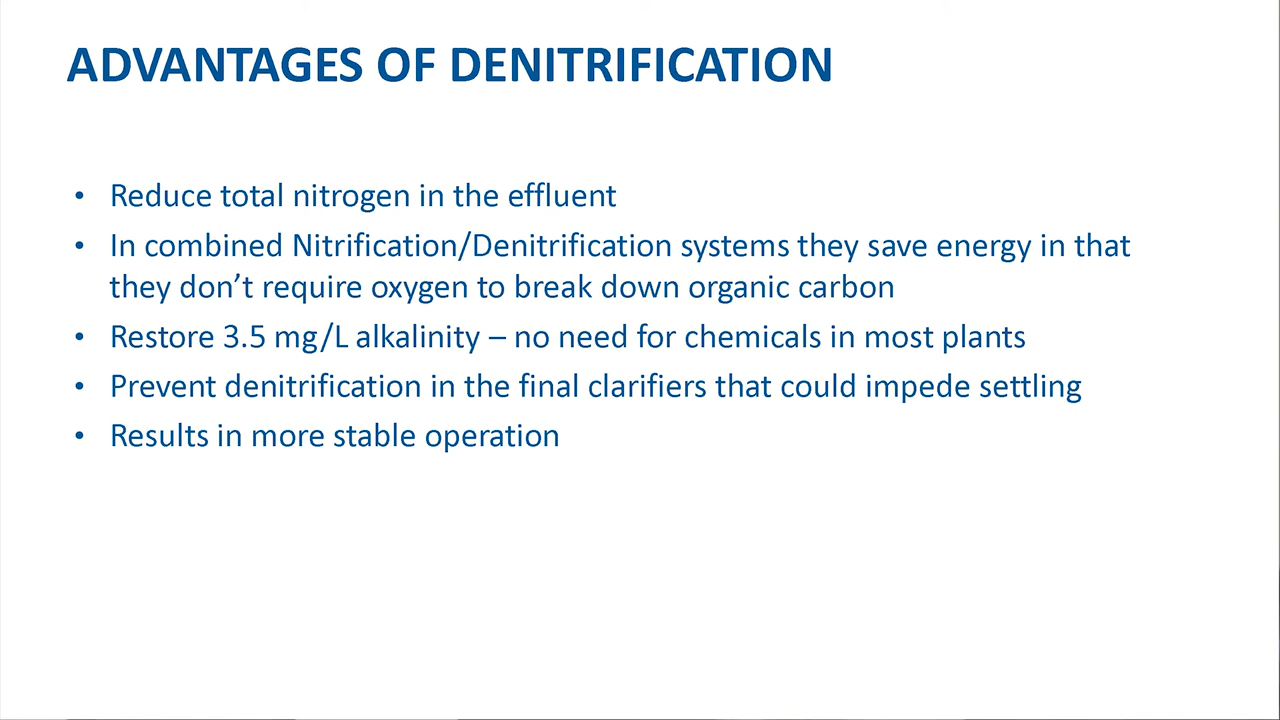 ADVANTAGES OF DENITRIFICATION
• Reduce total nitrogen in the effluent
• In combined Nitrification/Denitrification systems they save energy in that
they don’t require oxygen to break down organic carbon
• Restore 3.5 mg/L alkalinity – no need for chemicals in most plants
• Prevent denitrification in the final clarifiers that could impede settling
• Results in more stable operation